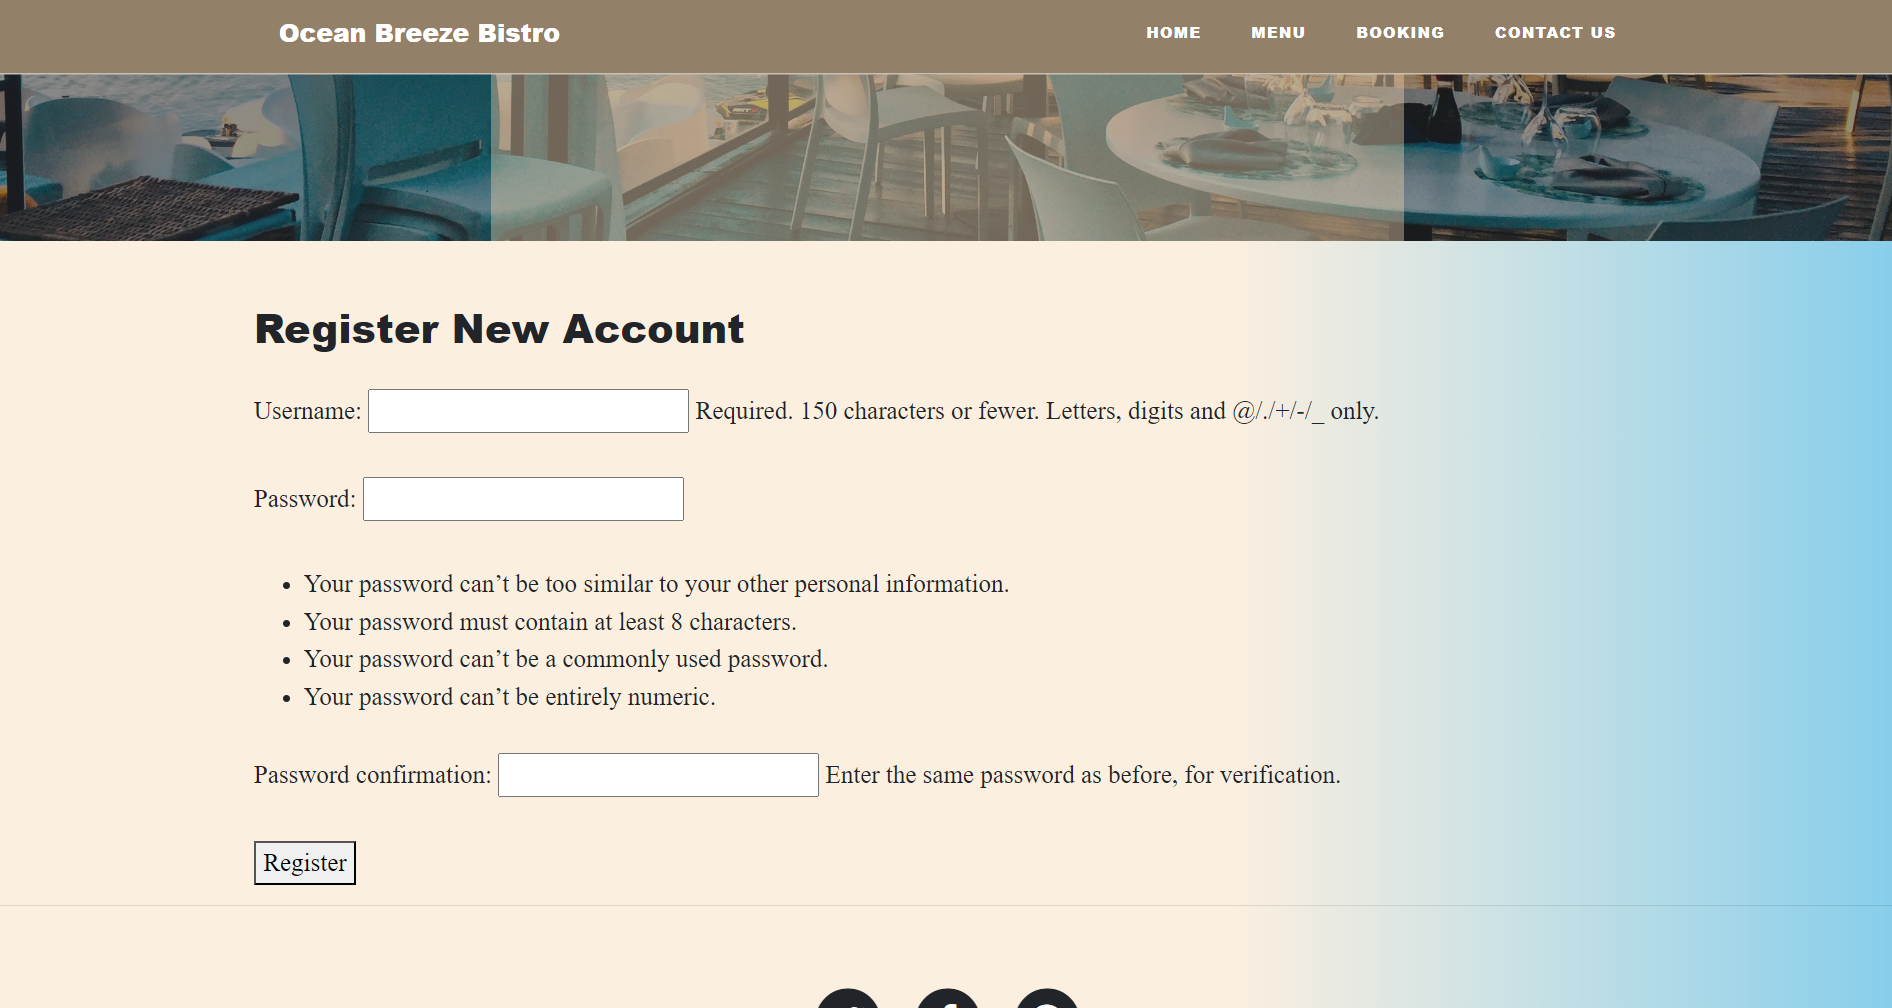 Ocean Breeze Bistro HOME MENU BOOKING CONTACT US
Register New Account
Username: Required. 150 characters or fewer. Letters, digits and @/./+/-/_ only.
Password:
Your password can’t be too similar to your other personal information.
Your password must contain at least 8 characters.
Your password can’t be a commonly used password.
Your password can’t be entirely numeric.
Password confirmation: Enter the same password as before, for verification.
Register